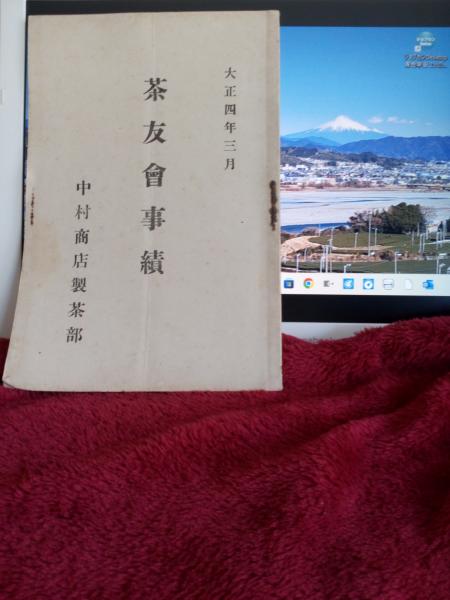 大正四年三月
茶友會事績
中村商店製茶部